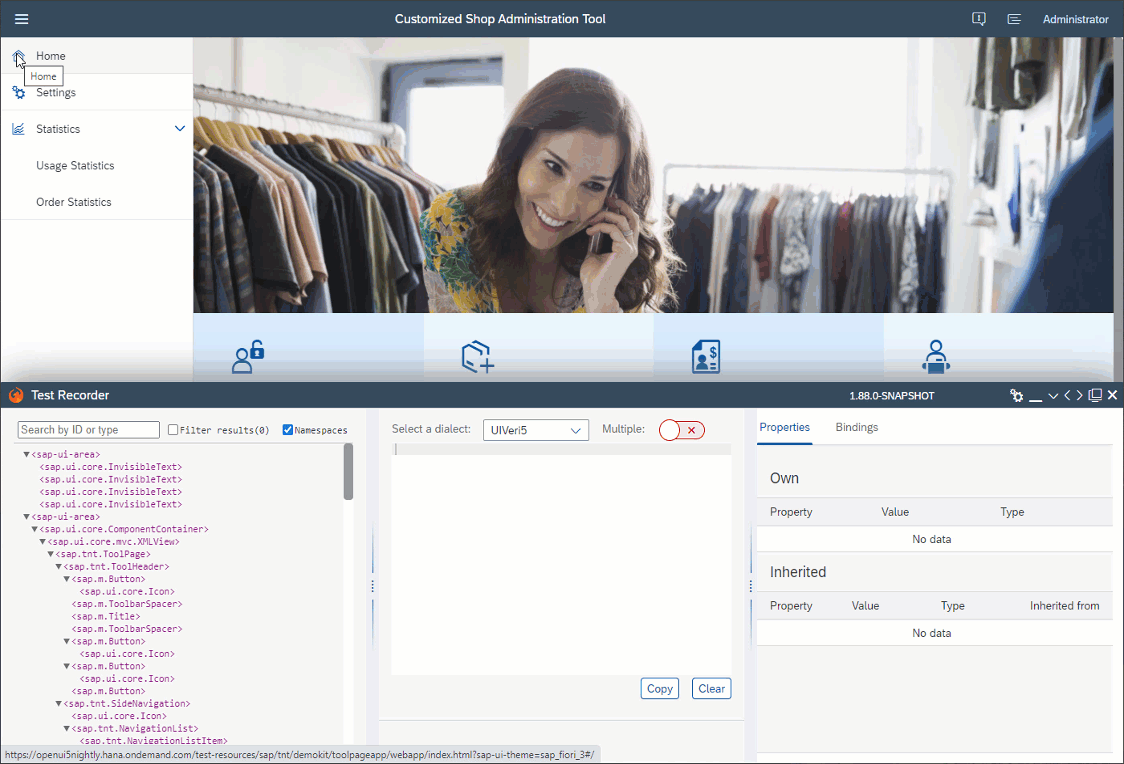 Customized Shop Administration Tool
Administrator
Home
Home
Settings
Statistics
Usage Statistics
Order Statistics
Test Recorder
1.88.0-SNAPSHOT
Search by ID or type
Filter results(0)
Namespaces
<sap-ui-area>
<sap.ui.core.InvisibleText>
<sap.ui.core.InvisibleText>
<sap.ui.core.InvisibleText>
<sap.ui.core.InvisibleText>
<sap-ui-area>
<sap.ui.core.ComponentContainer>
<sap.ui.core.mvc.XMLView>
<sap.tnt.ToolPage>
<sap.tnt.ToolHeader>
<sap.m.Button>
<sap.ui.core.Icon>
<sap.m.ToolbarSpacer>
<sap.m.Title>
<sap.m.ToolbarSpacer>
<sap.m.Button>
<sap.ui.core.Icon>
<sap.m.Button>
<sap.ui.core.Icon>
<sap.m.Button>
<sap.tnt.SideNavigation>
<sap.ui.core.Icon>
<sap.tnt.NavigationList>
<sap.tnt.NavigationListItem>
Select a dialect:
UIVeri5
Multiple:
Copy
Clear
Properties
Bindings
Own
Property Value Type
No data
Inherited
Property Value Type Inherited from
No data
https://openui5nightly.hana.ondemand.com/test-resources/sap/tnt/demokit/toolpageapp/webapp/index.html?sap-ui-theme=sap_fiori_3#/